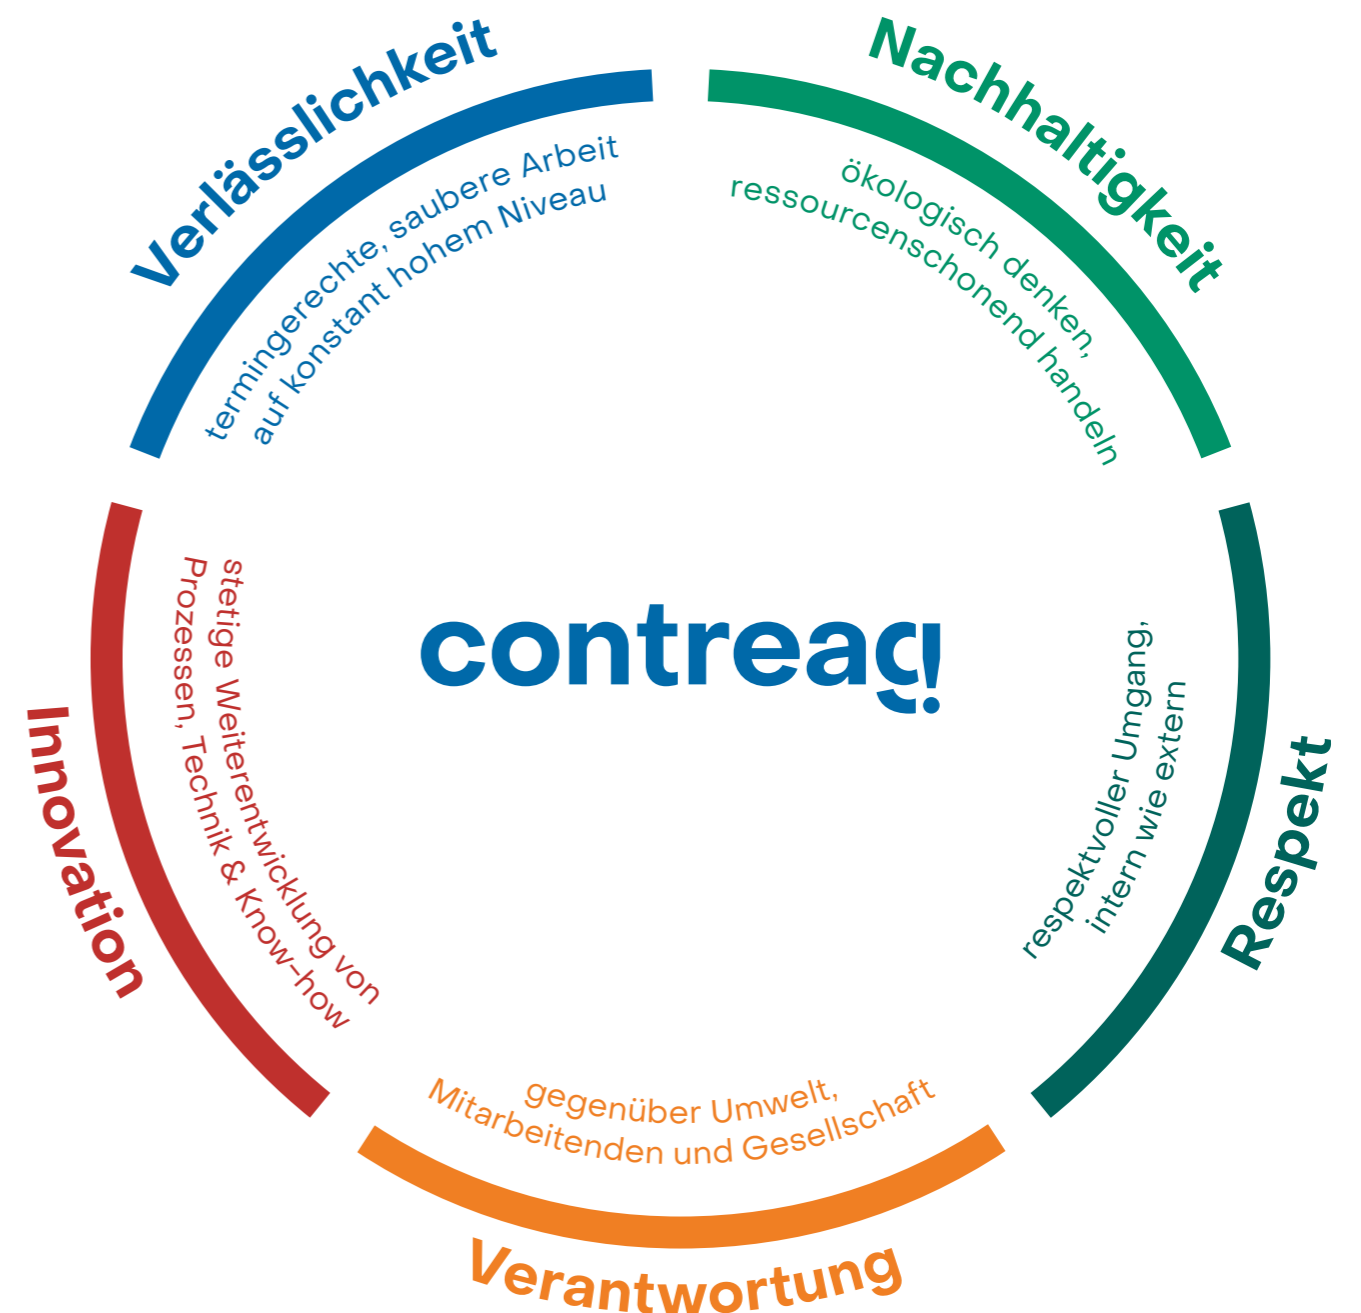 Verlässlichkeit
termingerechte, saubere Arbeit
auf konstant hohem Niveau
Nachhaltigkeit
ökologisch denken,
ressourcenschonend handeln
Respekt
respektvoller Umgang,
intern wie extern
Verantwortung
gegenüber Umwelt,
Mitarbeitenden und Gesellschaft
Innovation
stetige Weiterentwicklung von
Prozessen, Technik & Know-how
contreag!